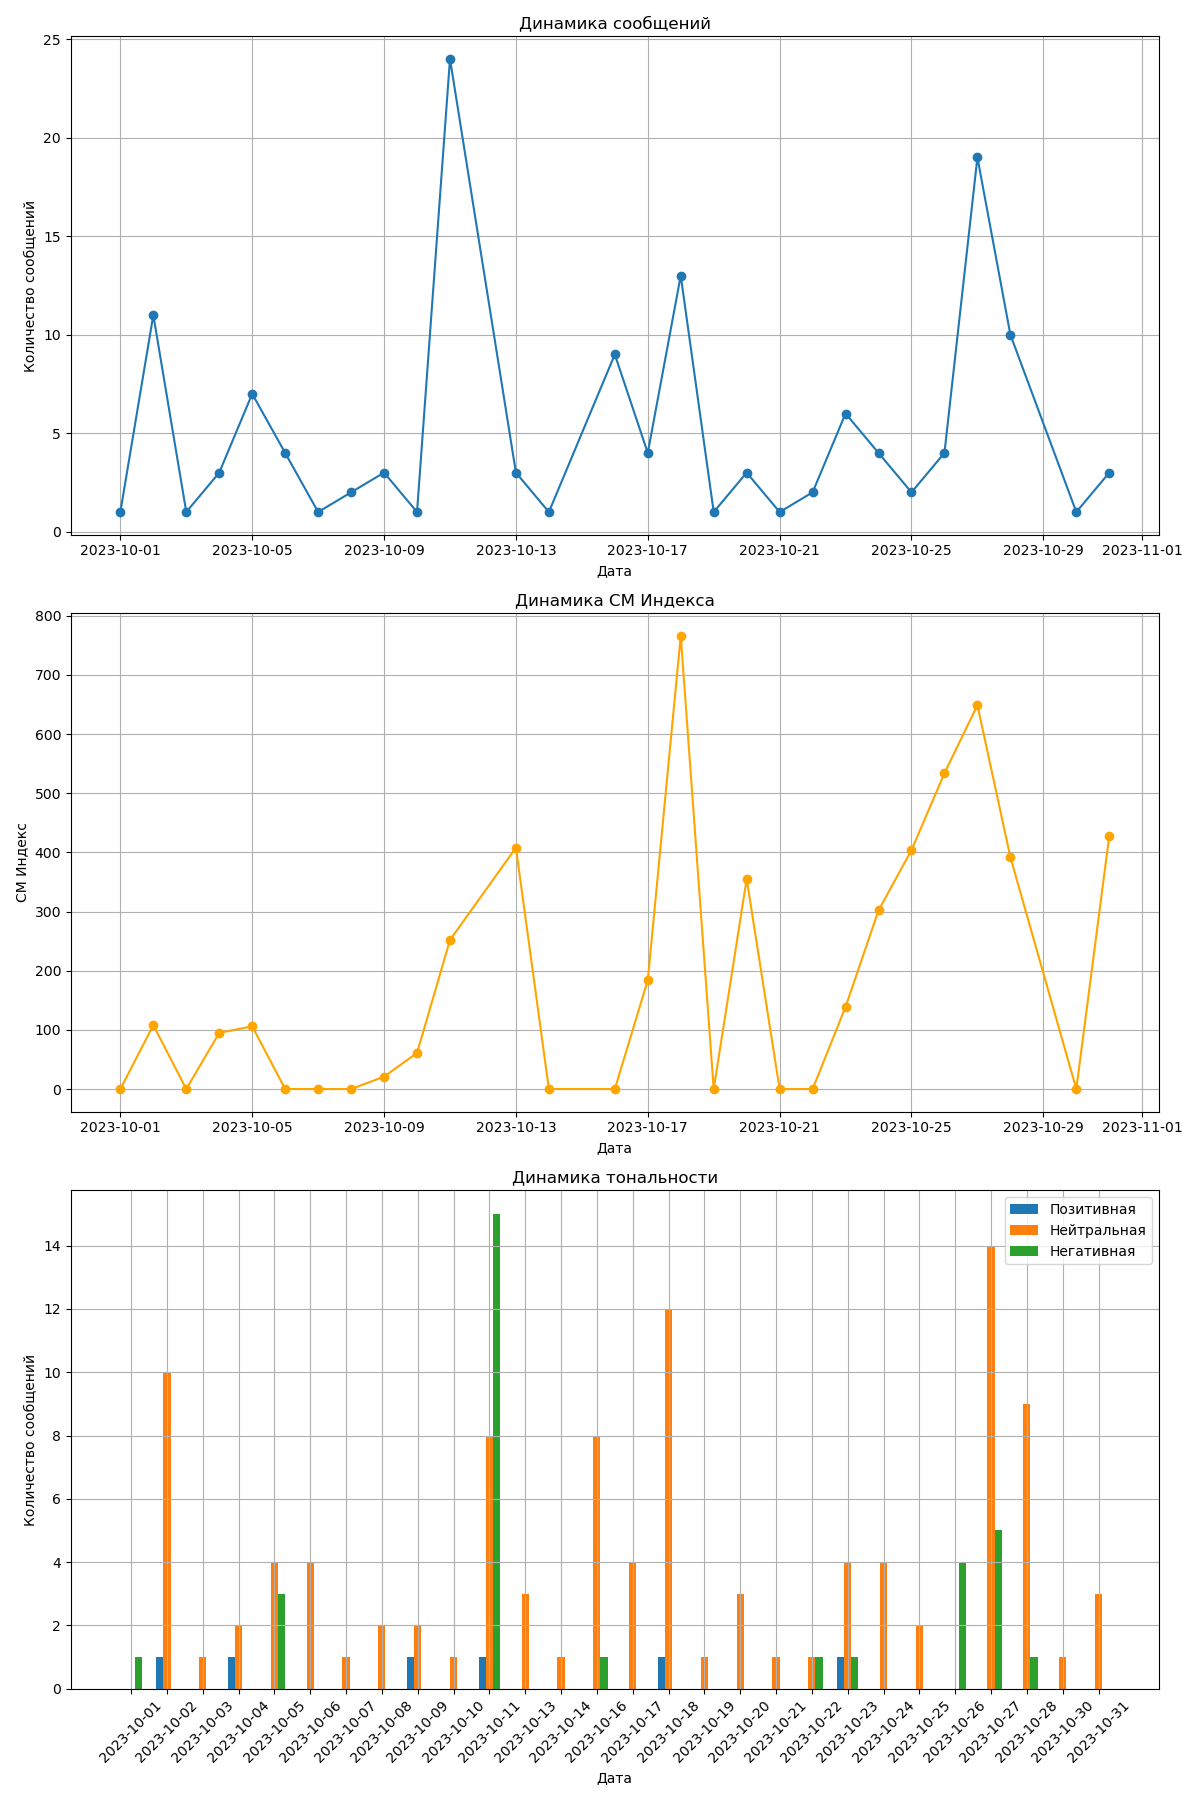 Динамика сообщений
25
20
15
10
5
0
Количество сообщений
2023-10-01 2023-10-05 2023-10-09 2023-10-13 2023-10-17 2023-10-21 2023-10-25 2023-10-29 2023-11-01
Дата
Динамика СМ Индекса
800
700
600
500
400
300
200
100
0
СМ Индекс
2023-10-01 2023-10-05 2023-10-09 2023-10-13 2023-10-17 2023-10-21 2023-10-25 2023-10-29 2023-11-01
Дата
Динамика тональности
Позитивная
Нейтральная
Негативная
14
12
10
8
6
4
2
0
Количество сообщений
2023-10-01 2023-10-02 2023-10-03 2023-10-04 2023-10-05 2023-10-06 2023-10-07 2023-10-08 2023-10-09 2023-10-10 2023-10-11 2023-10-13 2023-10-14 2023-10-16 2023-10-17 2023-10-18 2023-10-19 2023-10-20 2023-10-21 2023-10-22 2023-10-23 2023-10-24 2023-10-25 2023-10-26 2023-10-27 2023-10-28 2023-10-30 2023-10-31
Дата